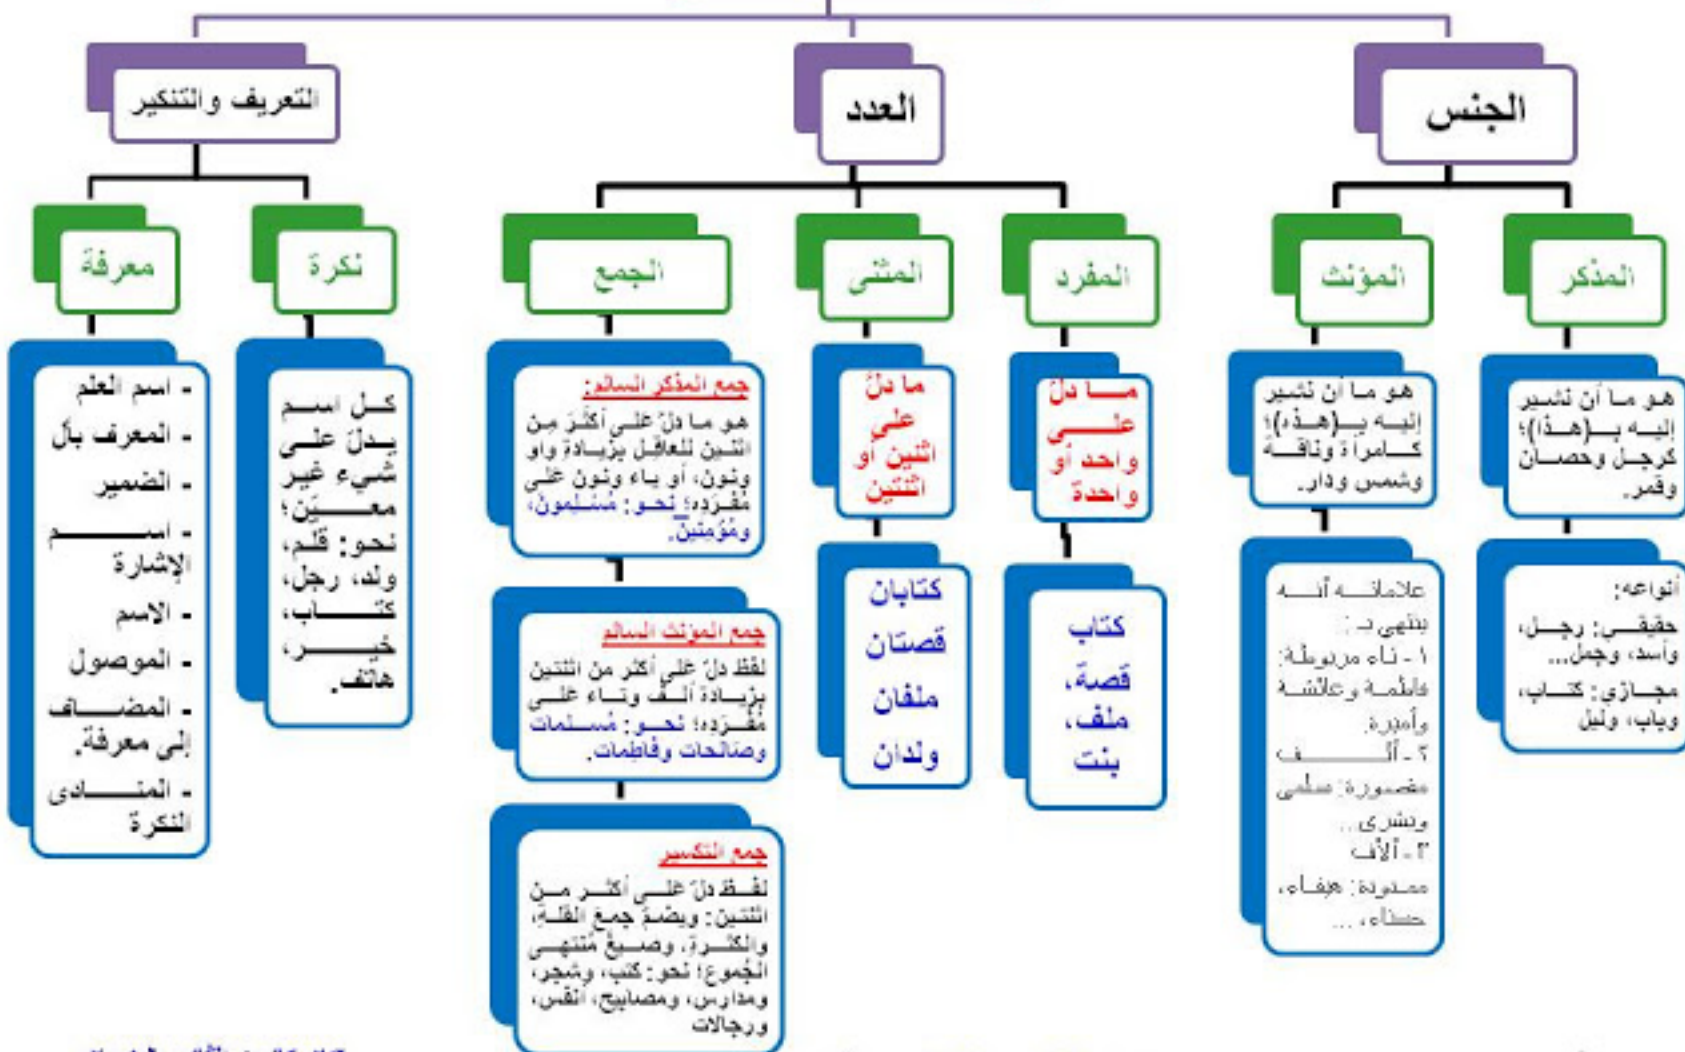 الجنس
العدد
التعريف والتنكير
المذكر
المؤنث
المفرد
المثنى
الجمع
نكرة
معرفة
هو ما أن تشير
إليه بـ(هذا)؛
كرجل وحصان
وقمر.
أنواعه:
حقيقي: رجل،
وأسد، وجمل...
مجازي: كتاب،
وباب، وليل
هو ما أن تشير
إليه بـ(هذه)؛
كامرأة وناقة
وشمس ودار.
علاماته أنه
ينتهي بـ:
١- تاء مربوطة:
فاطمة وعائشة
وأميرة.
٢- ألف
مقصورة: سلمى
وبشرى...
٣- ألف
ممدودة: هيفاء،
حسناء، ...
ما دلّ
على
واحد أو
واحدة
كتاب
قصة،
ملف،
بنت
ما دلّ
على
اثنين أو
اثنتين
كتابان
قصتان
ملفان
ولدان
جمع المذكر السالم:
هو ما دلّ على أكثر من
اثنين للعاقل بزيادة واو
ونون، أو ياء ونون على
مُفْرَدِه؛ نحو: مُسْلِمونَ،
ومُؤْمنينَ.
جمع المؤنث السالم
لفظ دلّ على أكثر من اثنتين
بزيادة ألف وتاء على
مُفْرَدِه؛ نحو: مُسلمات
وصالحات وفاطمات.
جمع التكسير
لفظ دلّ على أكثر من
اثنتين: ويضمّ جمع القلة،
والكثرة، وصيغ مُنتهى
الجُموع؛ نحو: كتب، وشجر،
ومدارس، ومصابيح، أنفس،
ورجالات
كل اسم
يدلّ على
شيء غير
معيّن؛
نحو: قلم،
ولد، رجل،
كتاب،
خير،
هاتف.
- اسم العلم
- المعرف بأل
- الضمير
- اسم
الإشارة
- الاسم
- الموصول
- المضاف
إلى معرفة.
- المنادى
النكرة